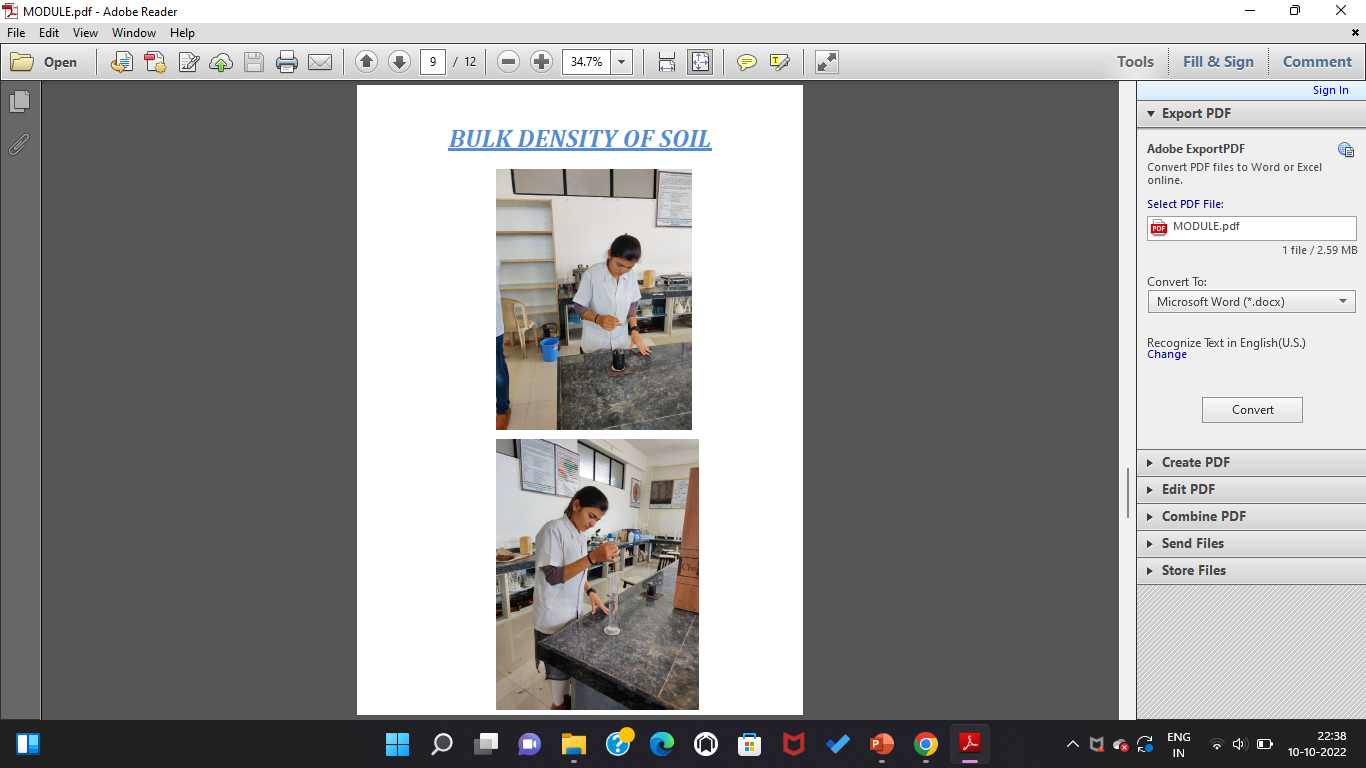 MODULE.pdf - Adobe Reader
File Edit View Window Help
Open 9 / 12 34.7% Tools Fill & Sign Comment
Sign In
Export PDF
Adobe ExportPDF
Convert PDF files to Word or Excel
online.
Select PDF File:
PDF MODULE.pdf
1 file / 2.59 MB
Convert To:
Microsoft Word (*.docx)
Recognize Text in English(U.S.)
Change
Convert
Create PDF
Edit PDF
Combine PDF
Send Files
Store Files
BULK DENSITY OF SOIL
ENG
IN
22:38
10-10-2022